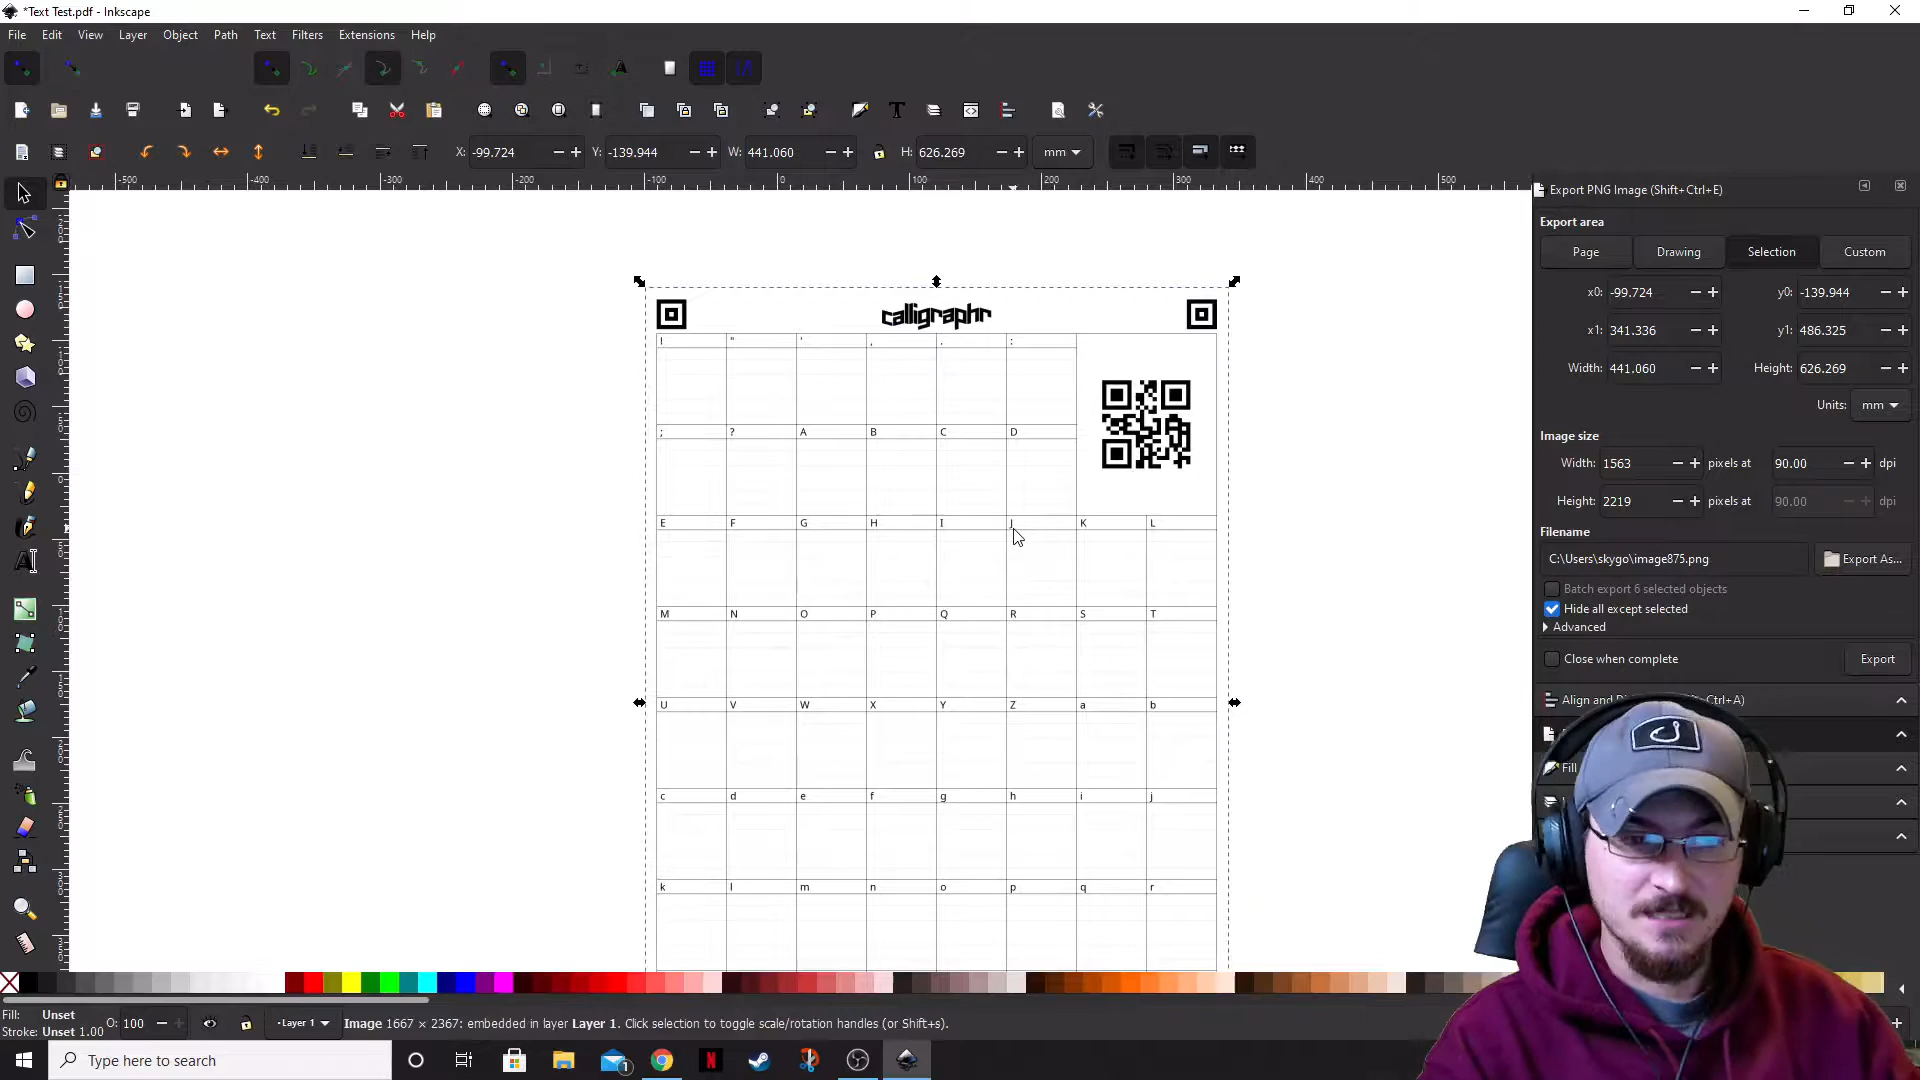 *Text Test.pdf - Inkscape
File Edit View Layer Object Path Text Filters Extensions Help
X: -99.724 Y: -139.944 W: 441.060 H: 626.269 mm
-500 -400 -300 -200 -100 0 100 200 300 400 500
Export PNG Image (Shift+Ctrl+E)
Export area
Page Drawing Selection Custom
x0: -99.724 y0: -139.944
x1: 341.336 y1: 486.325
Width: 441.060 Height: 626.269
Units: mm
Image size
Width: 1563 pixels at 90.00 dpi
Height: 2219 pixels at 90.00 dpi
Filename
C:\Users\skygo\image875.png Export As...
Batch export 6 selected objects
Hide all except selected
Advanced
Close when complete Export
Align and Ctrl+A)
Fill
calligraphr
! " ' , . :
; ? A B C D
E F G H I J K L
M N O P Q R S T
U V W X Y Z a b
c d e f g h i j
k l m n o p q r
Fill: Unset
Stroke: Unset 1.00
O: 100
Layer 1
Image 1667 × 2367: embedded in layer Layer 1. Click selection to toggle scale/rotation handles (or Shift+s).
Type here to search
1